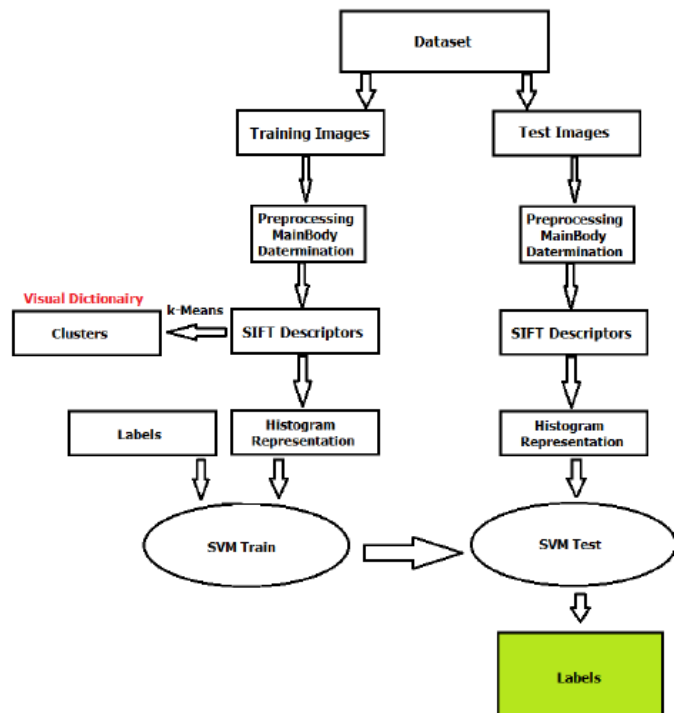 Dataset
Training Images
Test Images
Preprocessing
MainBody
Datermination
Preprocessing
MainBody
Datermination
Visual Dictionairy
k-Means
Clusters
SIFT Descriptors
SIFT Descriptors
Labels
Histogram
Representation
Histogram
Representation
SVM Train
SVM Test
Labels